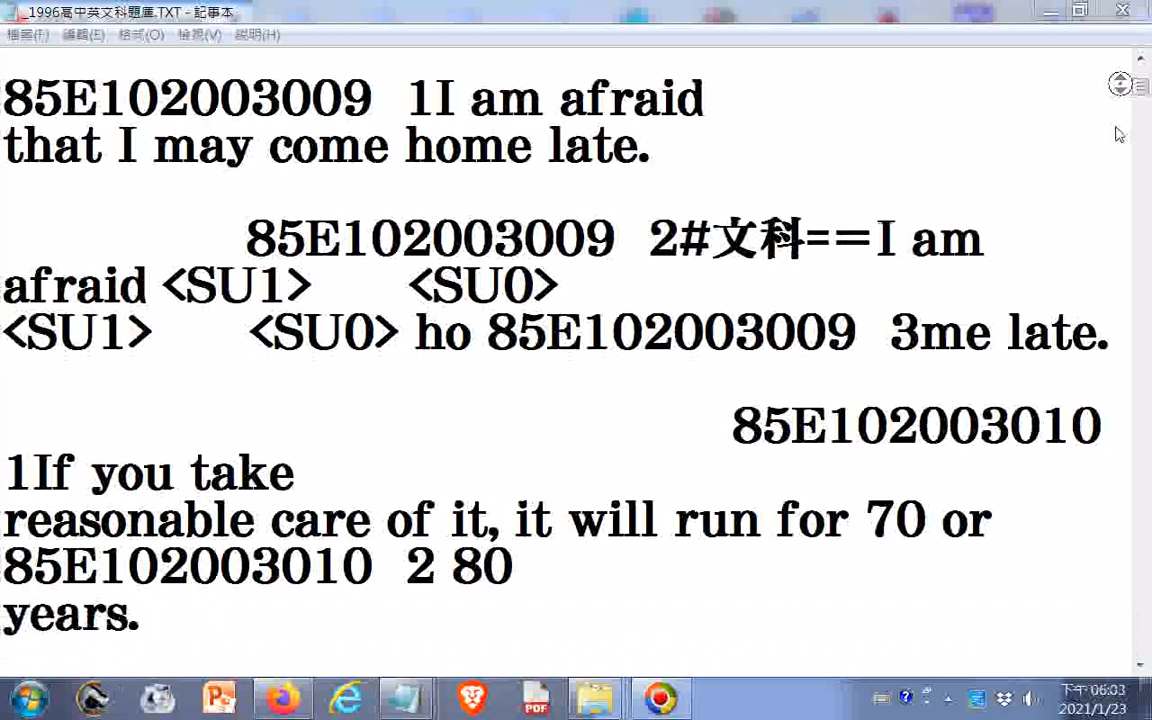 _1996高中英文科題庫.TXT - 記事本
檔案(F) 編輯(E) 格式(O) 檢視(V) 說明(H)
85E102003009 1I am afraid
that I may come home late.
85E102003009 2#文科==I am
afraid <SU1> <SU0>
<SU1> <SU0> ho 85E102003009 3me late.
85E102003010
1If you take
reasonable care of it, it will run for 70 or
85E102003010 2 80
years.
PDF
下午 06:03
2021/1/23